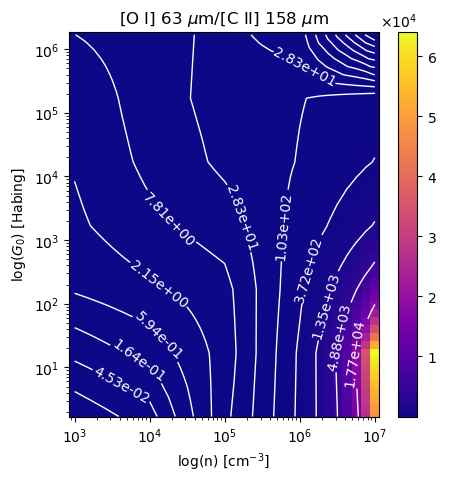 [O I] 63 μm/[C II] 158 μm
×10⁴
10⁶
10⁵
10⁴
10³
10²
10¹
log(G₀) [Habing]
2.83e+01
7.81e+00
2.83e+01
1.03e+02
3.72e+02
2.15e+00
1.35e+03
5.94e-01
4.88e+03
1.77e+04
1.64e-01
4.53e-02
6
5
4
3
2
1
10³ 10⁴ 10⁵ 10⁶ 10⁷
log(n) [cm⁻³]